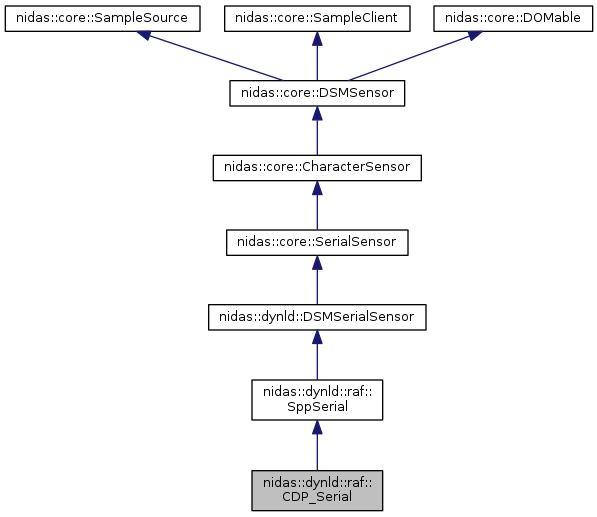 nidas::core::SampleSource
nidas::core::SampleClient
nidas::core::DOMable
nidas::core::DSMSensor
nidas::core::CharacterSensor
nidas::core::SerialSensor
nidas::dynld::DSMSerialSensor
nidas::dynld::raf::
SppSerial
nidas::dynld::raf::
CDP_Serial